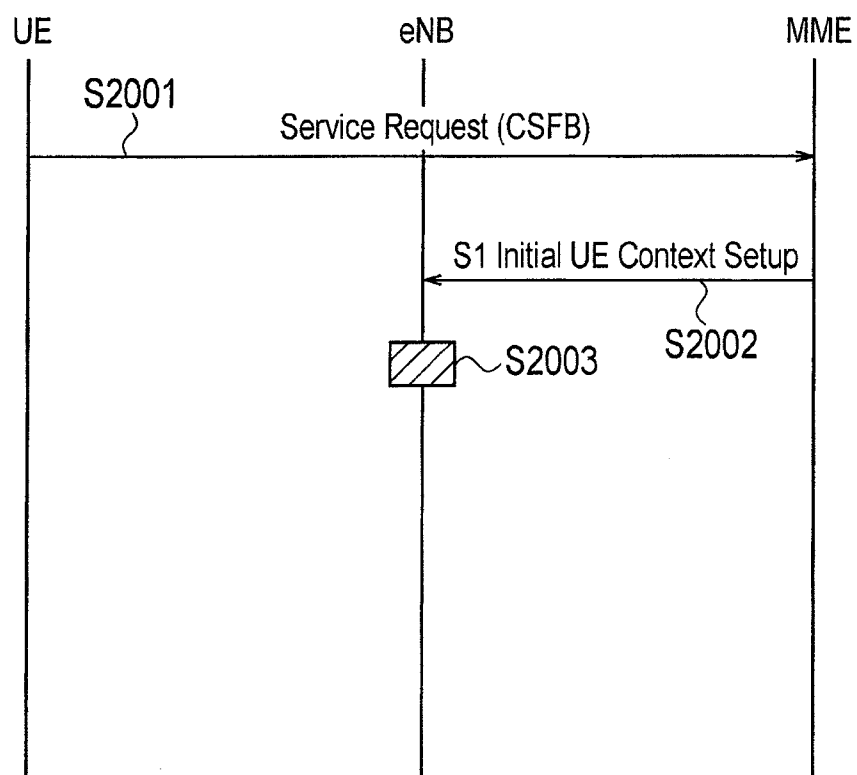 UE eNB MME
S2001
Service Request (CSFB)
S1 Initial UE Context Setup
S2002
S2003